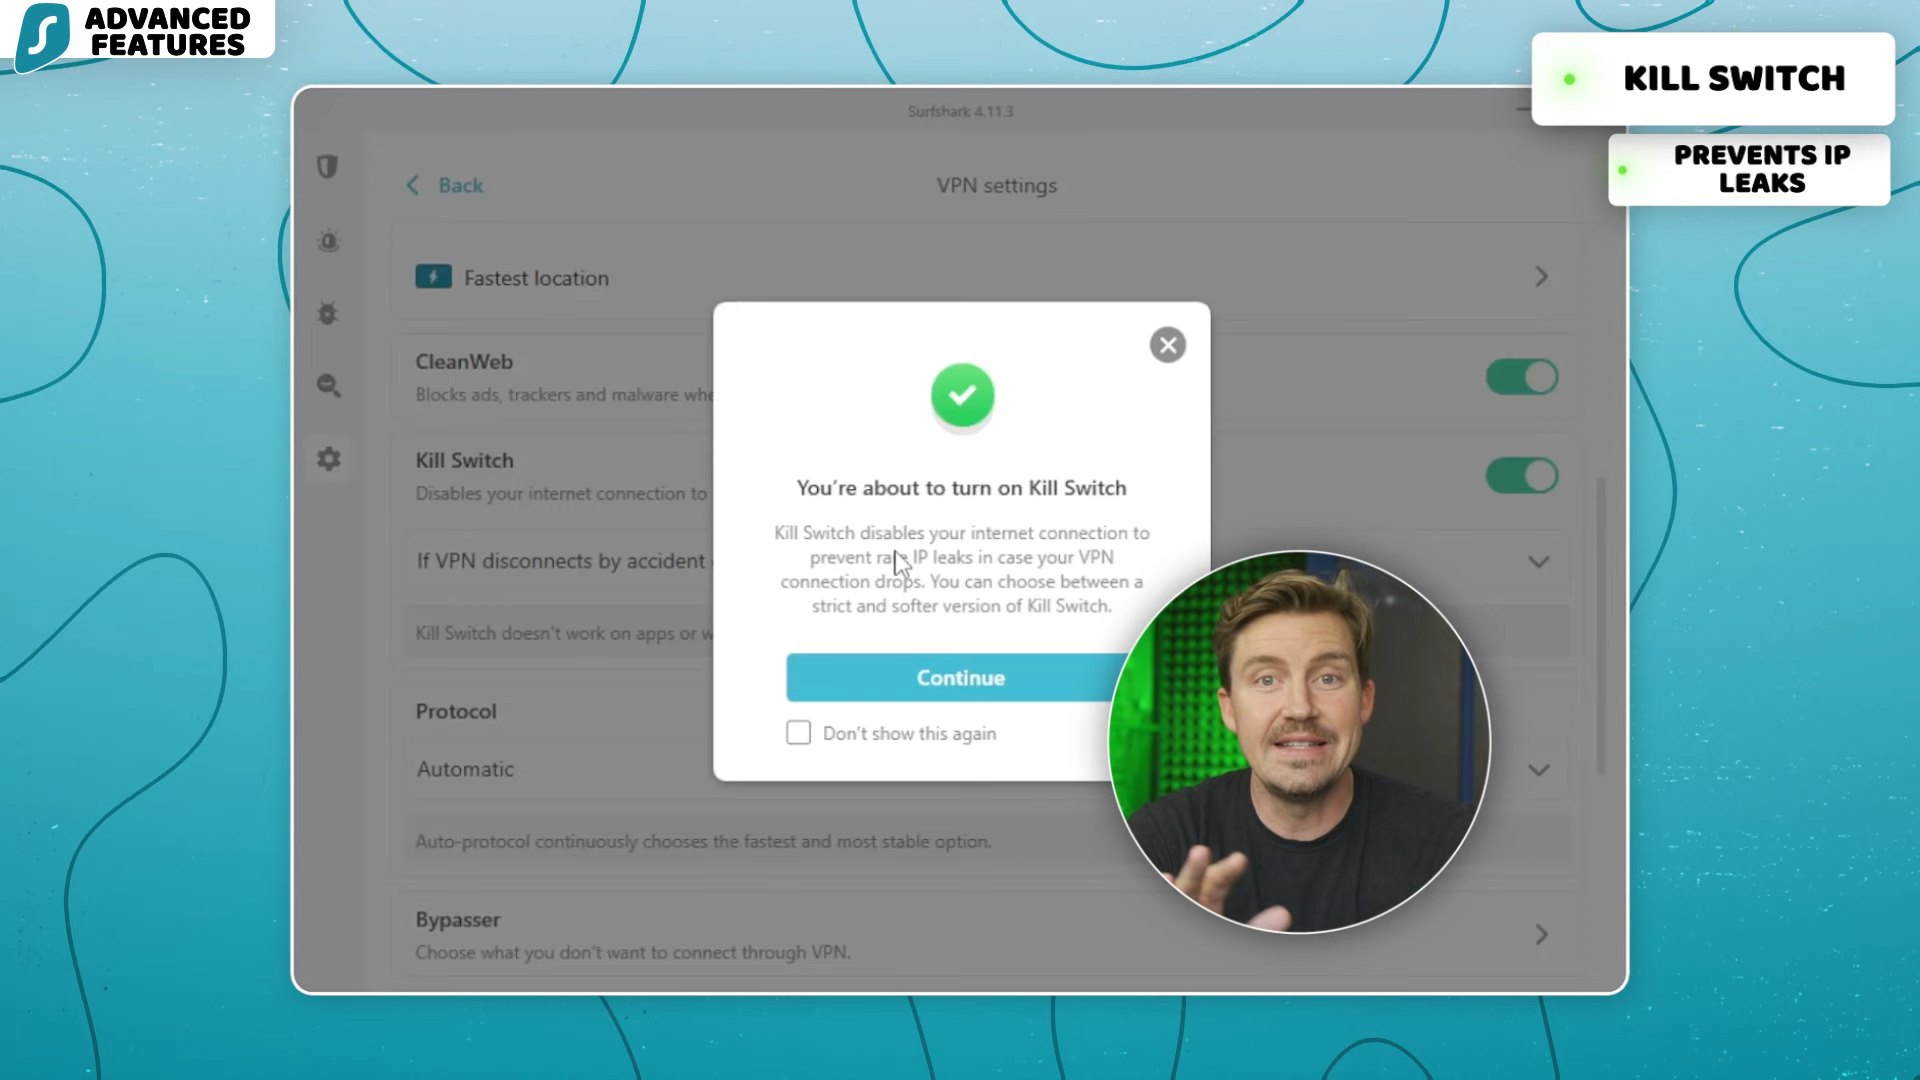 ADVANCED
FEATURES
KILL SWITCH
PREVENTS IP
LEAKS
Surfshark 4.11.3
Back
VPN settings
Fastest location
CleanWeb
Blocks ads, trackers and malware whe
Kill Switch
Disables your internet connection to
If VPN disconnects by accident
Kill Switch doesn't work on apps or w
Protocol
Automatic
Auto-protocol continuously chooses the fastest and most stable option.
Bypasser
Choose what you don't want to connect through VPN.
You're about to turn on Kill Switch
Kill Switch disables your internet connection to
prevent rare IP leaks in case your VPN
connection drops. You can choose between a
strict and softer version of Kill Switch.
Continue
Don't show this again